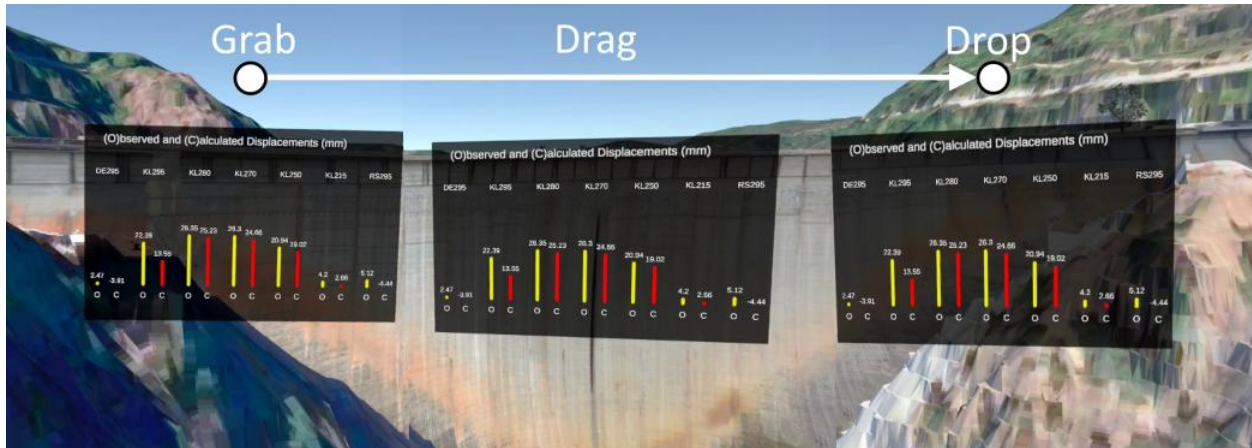 Grab Drag Drop
(O)bserved and (C)alculated Displacements (mm)
DE295 KL295 KL280 KL270 KL250 KL215 RS295
2.47 -3.91 22.39 13.55 26.35 25.23 26.3 24.66 20.94 19.02 4.2 2.66 5.12 -4.44
O C O C O C O C O C O C O C
(O)bserved and (C)alculated Displacements (mm)
DE295 KL295 KL280 KL270 KL250 KL215 RS295
2.47 -3.91 22.39 13.55 26.35 25.23 26.3 24.66 20.94 19.02 4.2 2.66 5.12 -4.44
O C O C O C O C O C O C O C
(O)bserved and (C)alculated Displacements (mm)
DE295 KL295 KL280 KL270 KL250 KL215 RS295
2.47 -3.91 22.39 13.55 26.35 25.23 26.3 24.66 20.94 19.02 4.2 2.66 5.12 -4.44
O C O C O C O C O C O C O C